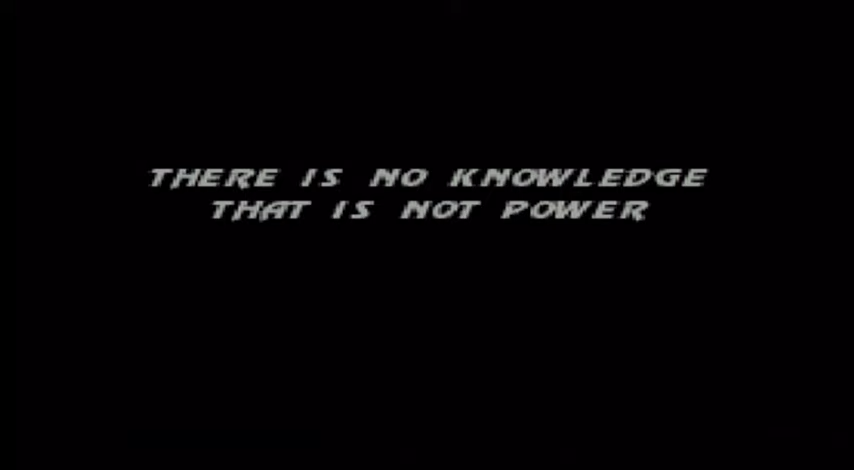 THERE IS NO KNOWLEDGE
THAT IS NOT POWER